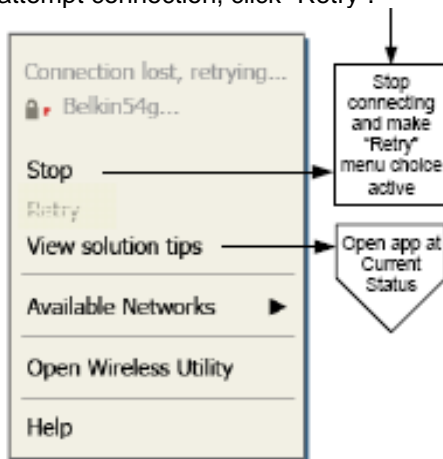 attempt connection, click "Retry".
Connection lost, retrying...
Belkin54g...
Stop
Retry
View solution tips
Available Networks
Open Wireless Utility
Help
Stop
connecting
and make
"Retry"
menu choice
active
Open app at
Current
Status